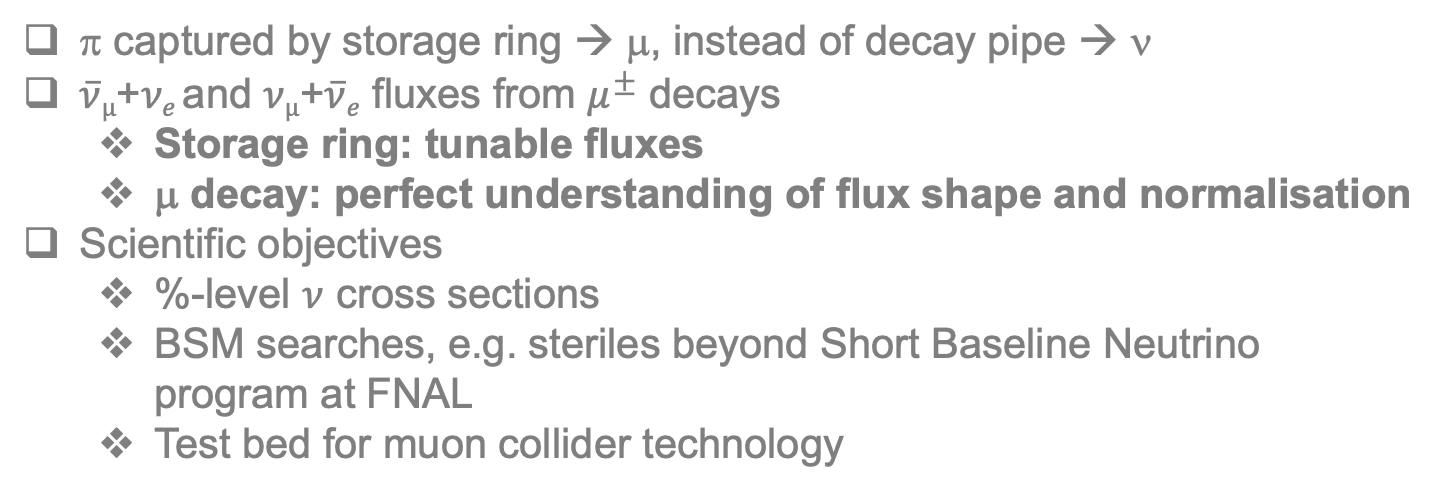 ❑ π captured by storage ring → μ, instead of decay pipe → ν
❑ ν̄μ+νe and νμ+ν̄e fluxes from μ± decays
❖ Storage ring: tunable fluxes
❖ μ decay: perfect understanding of flux shape and normalisation
❑ Scientific objectives
❖ %-level ν cross sections
❖ BSM searches, e.g. steriles beyond Short Baseline Neutrino
program at FNAL
❖ Test bed for muon collider technology